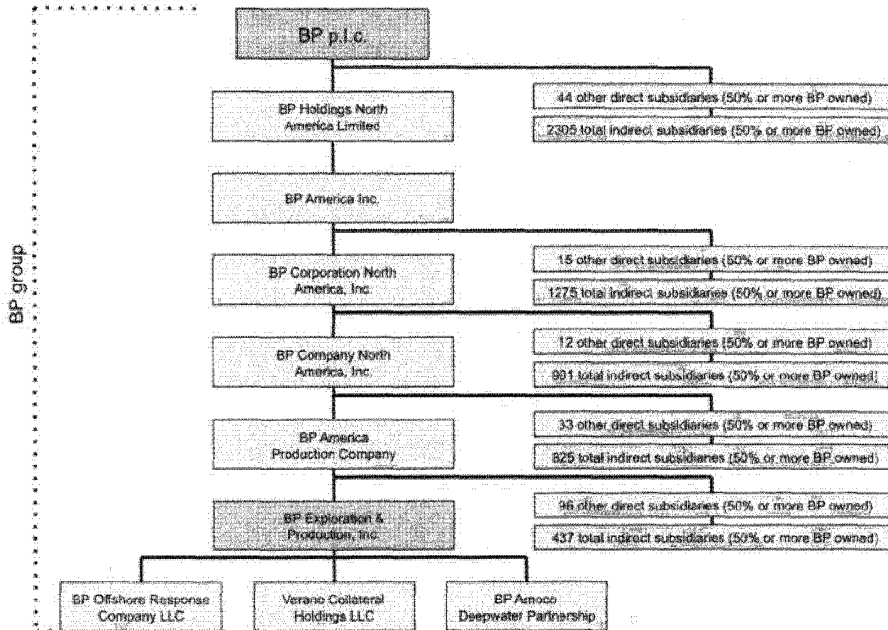 BP group
BP p.l.c.
44 other direct subsidiaries (50% or more BP owned)
BP Holdings North
America Limited
2305 total indirect subsidiaries (50% or more BP owned)
BP America Inc.
15 other direct subsidiaries (50% or more BP owned)
BP Corporation North
America, Inc.
1275 total indirect subsidiaries (50% or more BP owned)
12 other direct subsidiaries (50% or more BP owned)
BP Company North
America, Inc.
991 total indirect subsidiaries (50% or more BP owned)
33 other direct subsidiaries (50% or more BP owned)
BP America
Production Company
825 total indirect subsidiaries (50% or more BP owned)
96 other direct subsidiaries (50% or more BP owned)
BP Exploration &
Production, Inc.
437 total indirect subsidiaries (50% or more BP owned)
BP Offshore Response
Company LLC
Verano Collateral
Holdings LLC
BP Amoco
Deepwater Partnership